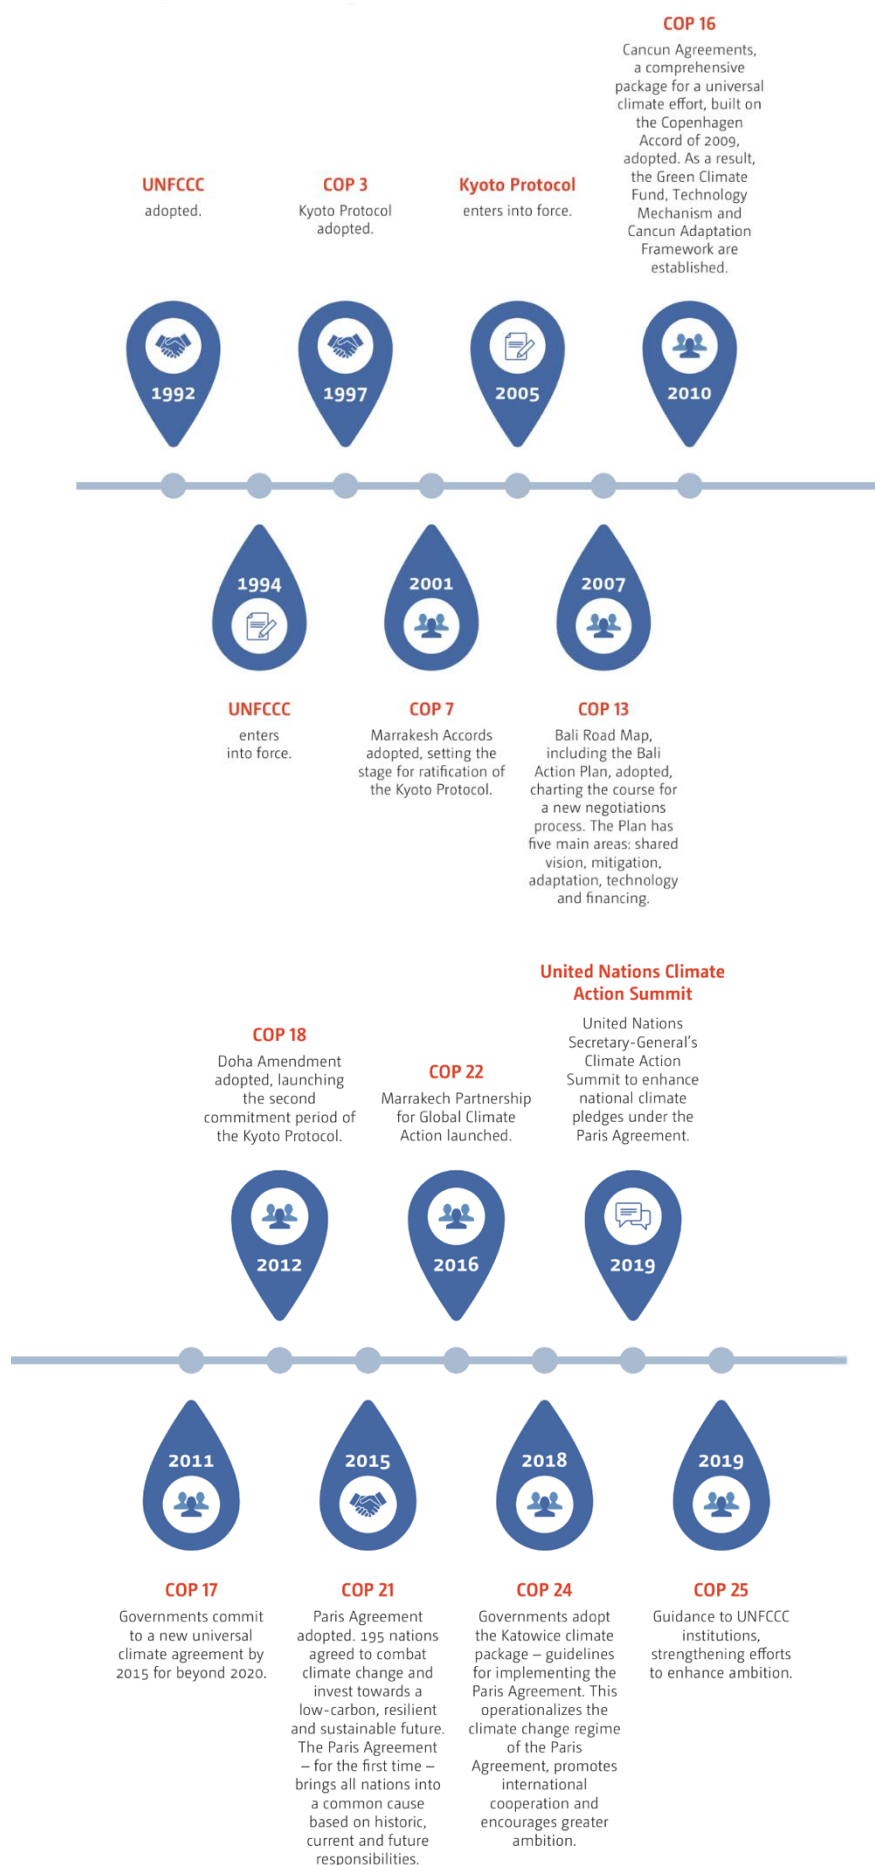 COP 16
Cancun Agreements,
a comprehensive
package for a universal
climate effort, built on
the Copenhagen
Accord of 2009,
adopted. As a result,
the Green Climate
Fund, Technology
Mechanism and
Cancun Adaptation
Framework are
established.
UNFCCC
adopted.
COP 3
Kyoto Protocol
adopted.
Kyoto Protocol
enters into force.
1992
1997
2005
2010
1994
2001
2007
UNFCCC
enters
into force.
COP 7
Marrakesh Accords
adopted, setting the
stage for ratification of
the Kyoto Protocol.
COP 13
Bali Road Map,
including the Bali
Action Plan, adopted,
charting the course for
a new negotiations
process. The Plan has
five main areas: shared
vision, mitigation,
adaptation, technology
and financing.
COP 18
Doha Amendment
adopted, launching
the second
commitment period of
the Kyoto Protocol.
COP 22
Marrakech Partnership
for Global Climate
Action launched.
United Nations Climate
Action Summit
United Nations
Secretary-General's
Climate Action
Summit to enhance
national climate
pledges under the
Paris Agreement.
2012
2016
2019
2011
2015
2018
2019
COP 17
Governments commit
to a new universal
climate agreement by
2015 for beyond 2020.
COP 21
Paris Agreement
adopted. 195 nations
agreed to combat
climate change and
invest towards a
low-carbon, resilient
and sustainable future.
The Paris Agreement
– for the first time –
brings all nations into
a common cause
based on historic,
current and future
responsibilities.
COP 24
Governments adopt
the Katowice climate
package – guidelines
for implementing the
Paris Agreement. This
operationalizes the
climate change regime
of the Paris
Agreement, promotes
international
cooperation and
encourages greater
ambition.
COP 25
Guidance to UNFCCC
institutions,
strengthening efforts
to enhance ambition.